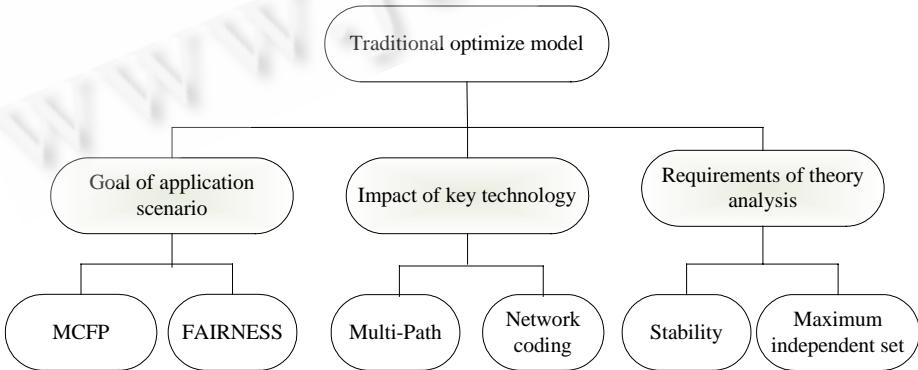 Traditional optimize model
Goal of application
scenario
Impact of key technology
Requirements of theory
analysis
MCFP
FAIRNESS
Multi-Path
Network
coding
Stability
Maximum
independent set